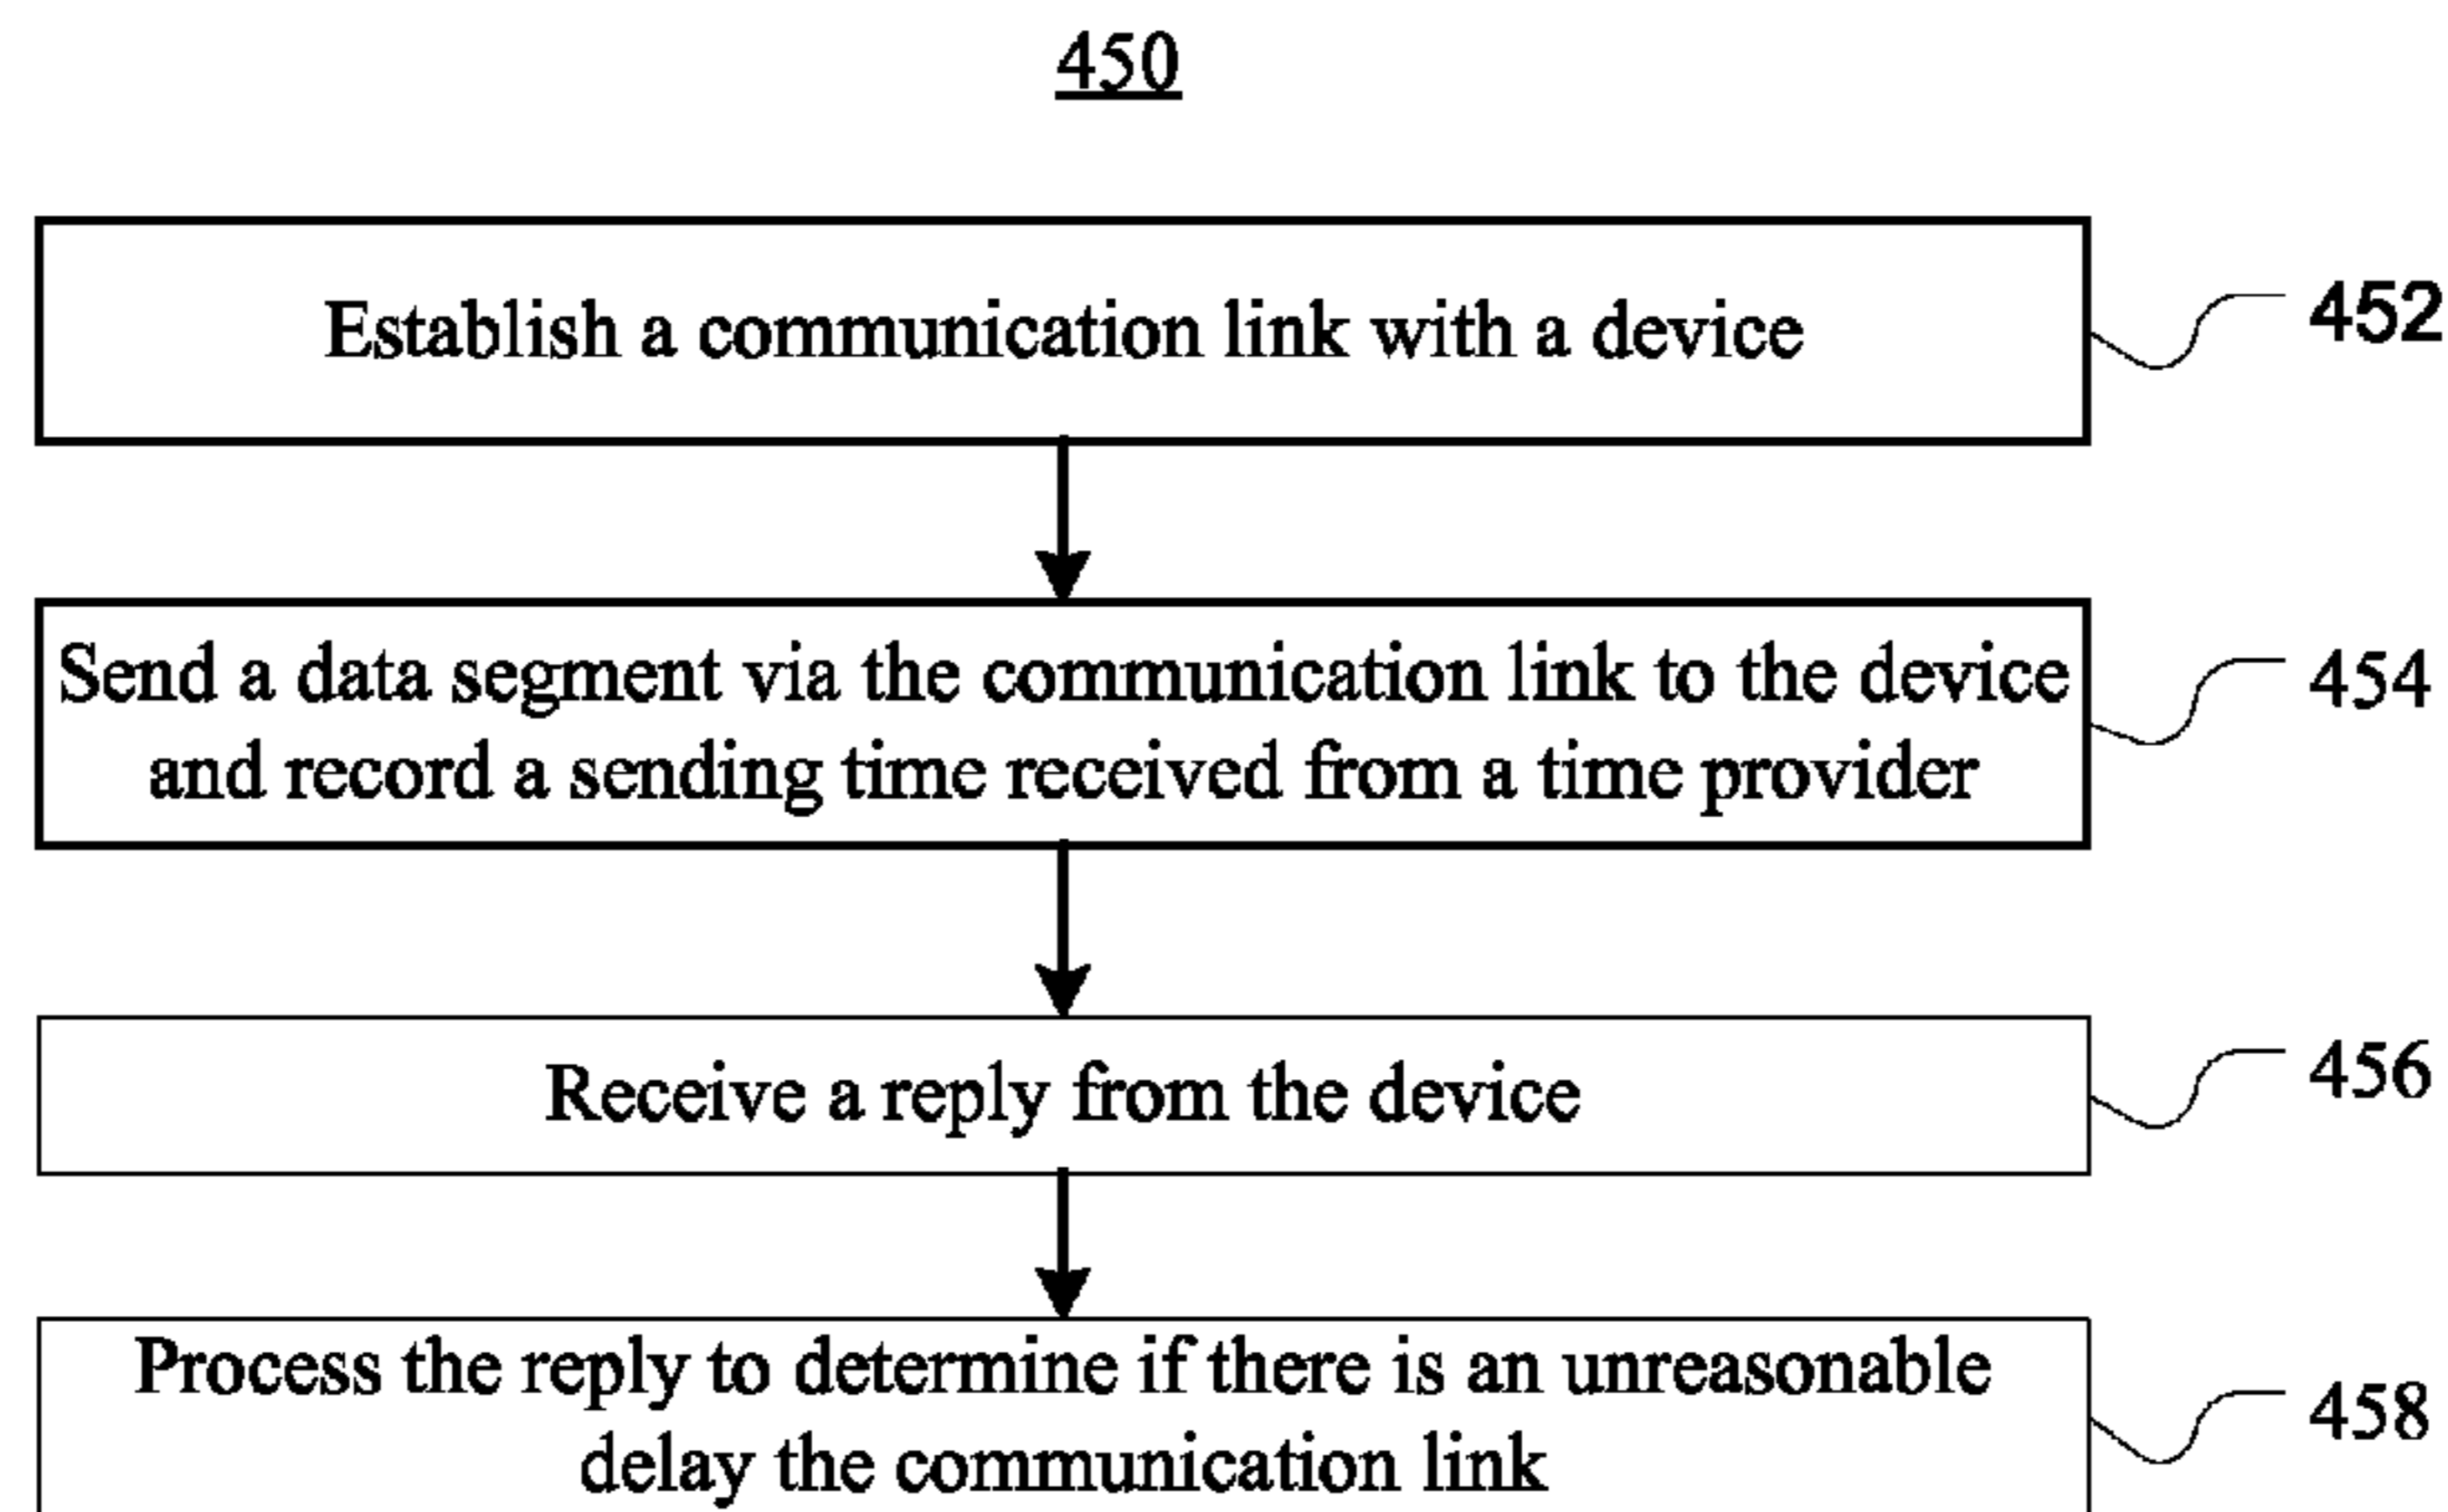 450
Establish a communication link with a device
452
Send a data segment via the communication link to the device
and record a sending time received from a time provider
454
Receive a reply from the device
456
Process the reply to determine if there is an unreasonable
delay the communication link
458